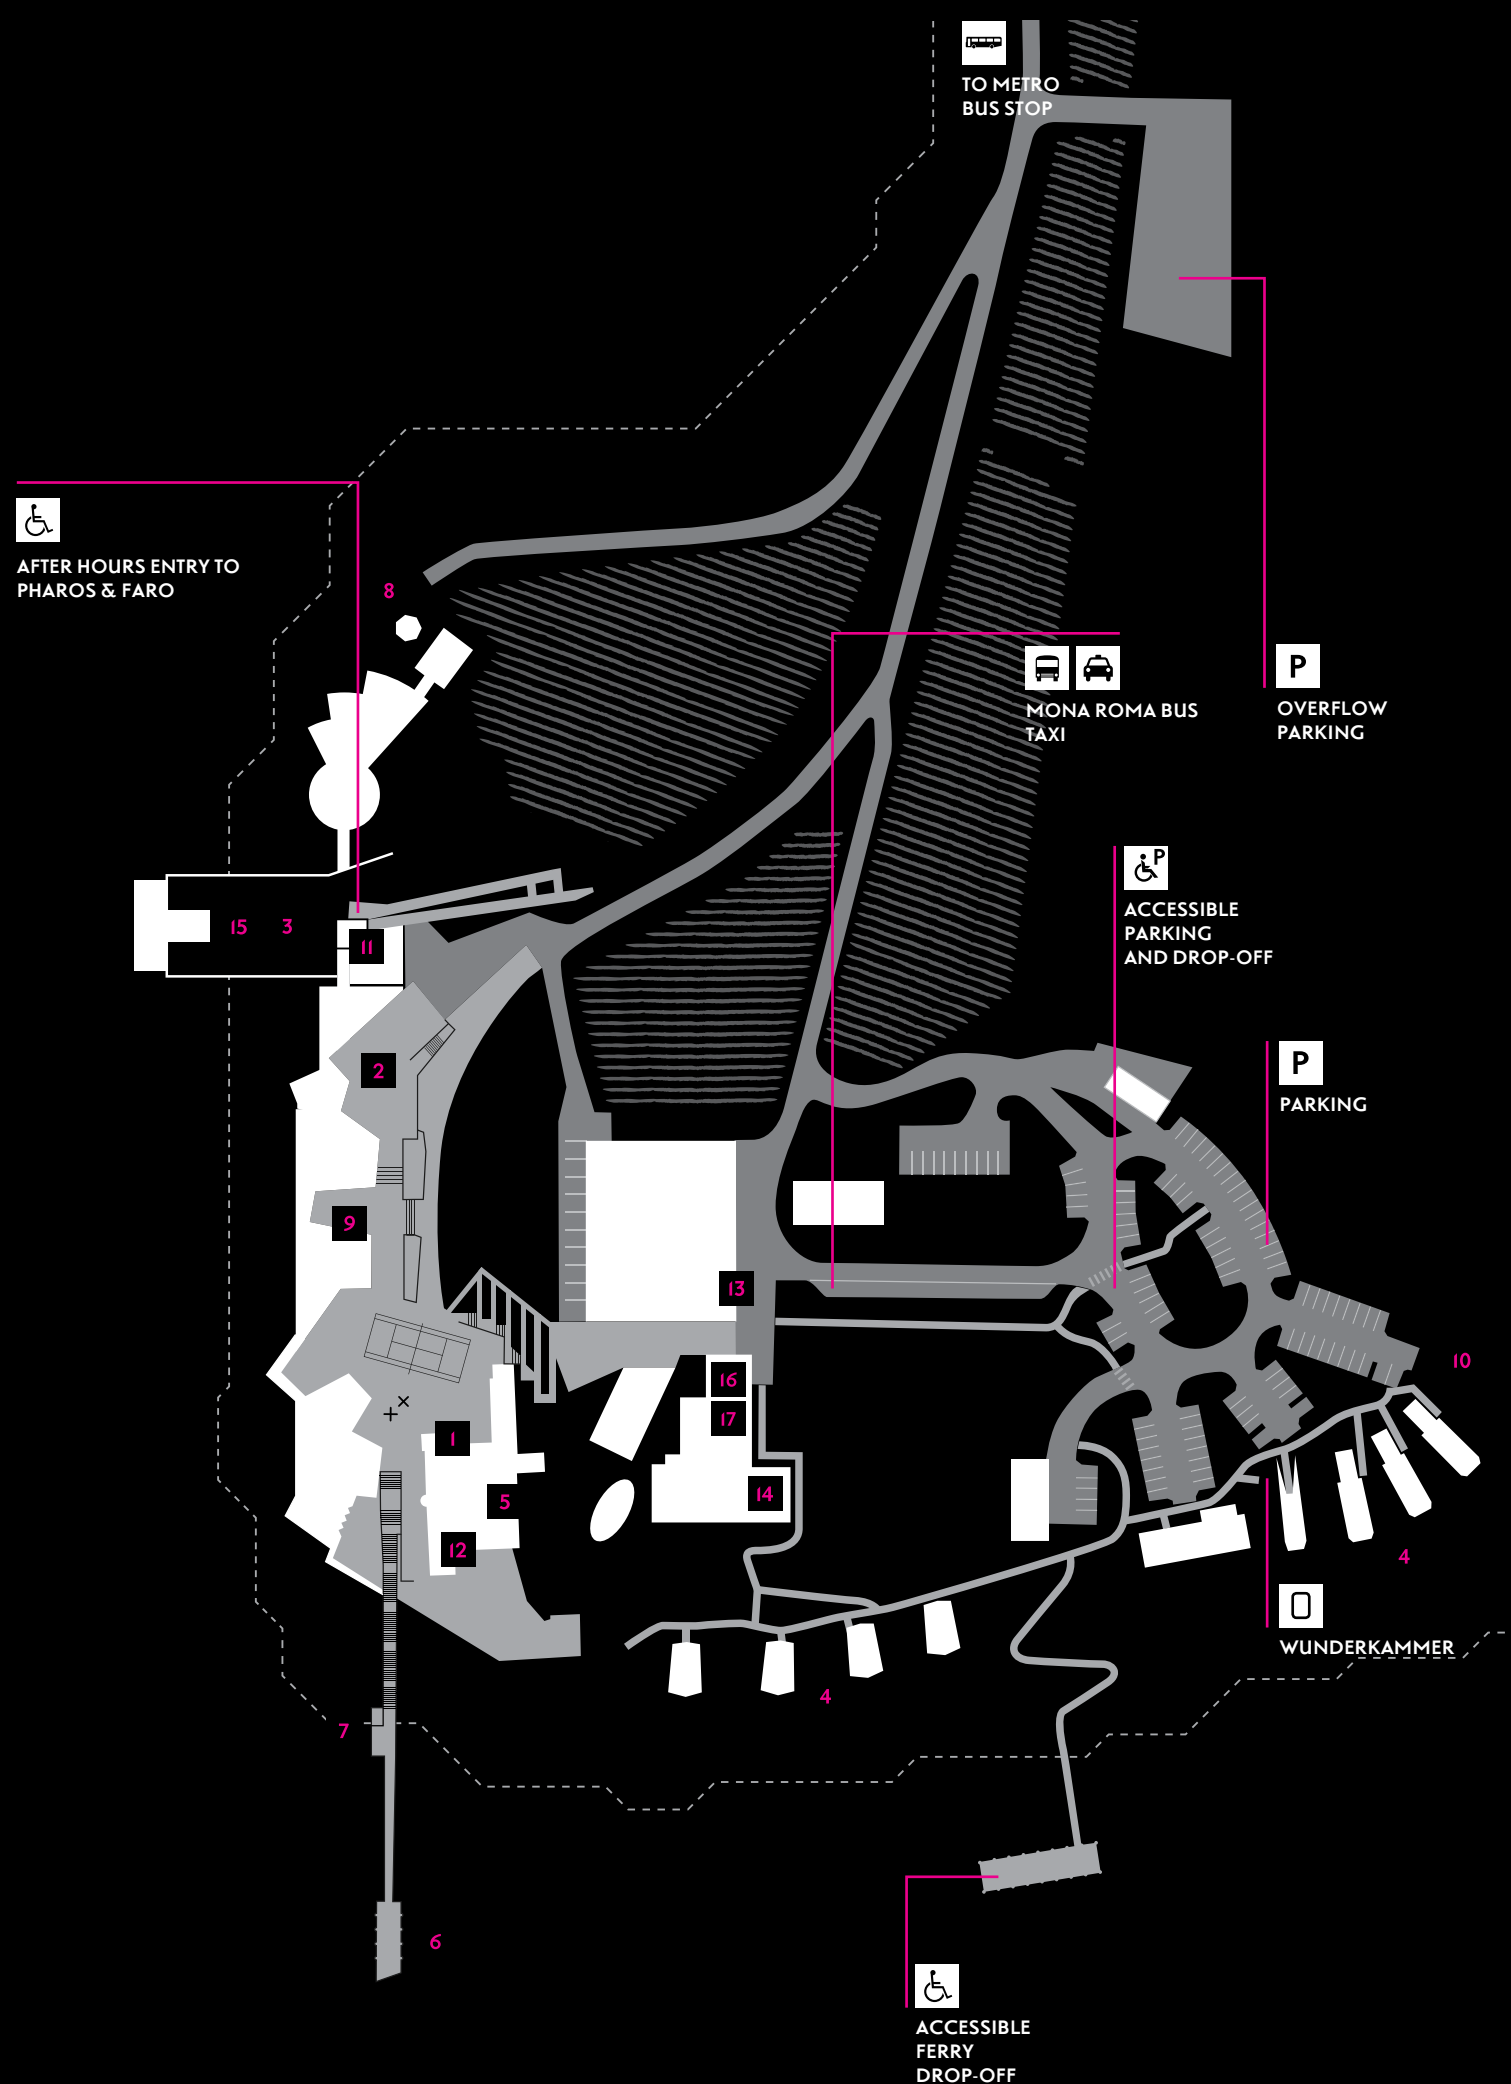 TO METRO
BUS STOP
AFTER HOURS ENTRY TO
PHAROS & FARO
8
MONA ROMA BUS
TAXI
P
OVERFLOW
PARKING
P
ACCESSIBLE
PARKING
AND DROP-OFF
15
3
11
2
P
PARKING
9
13
10
16
17
1
14
5
12
4
WUNDERKAMMER
4
7
6
ACCESSIBLE
FERRY
DROP-OFF